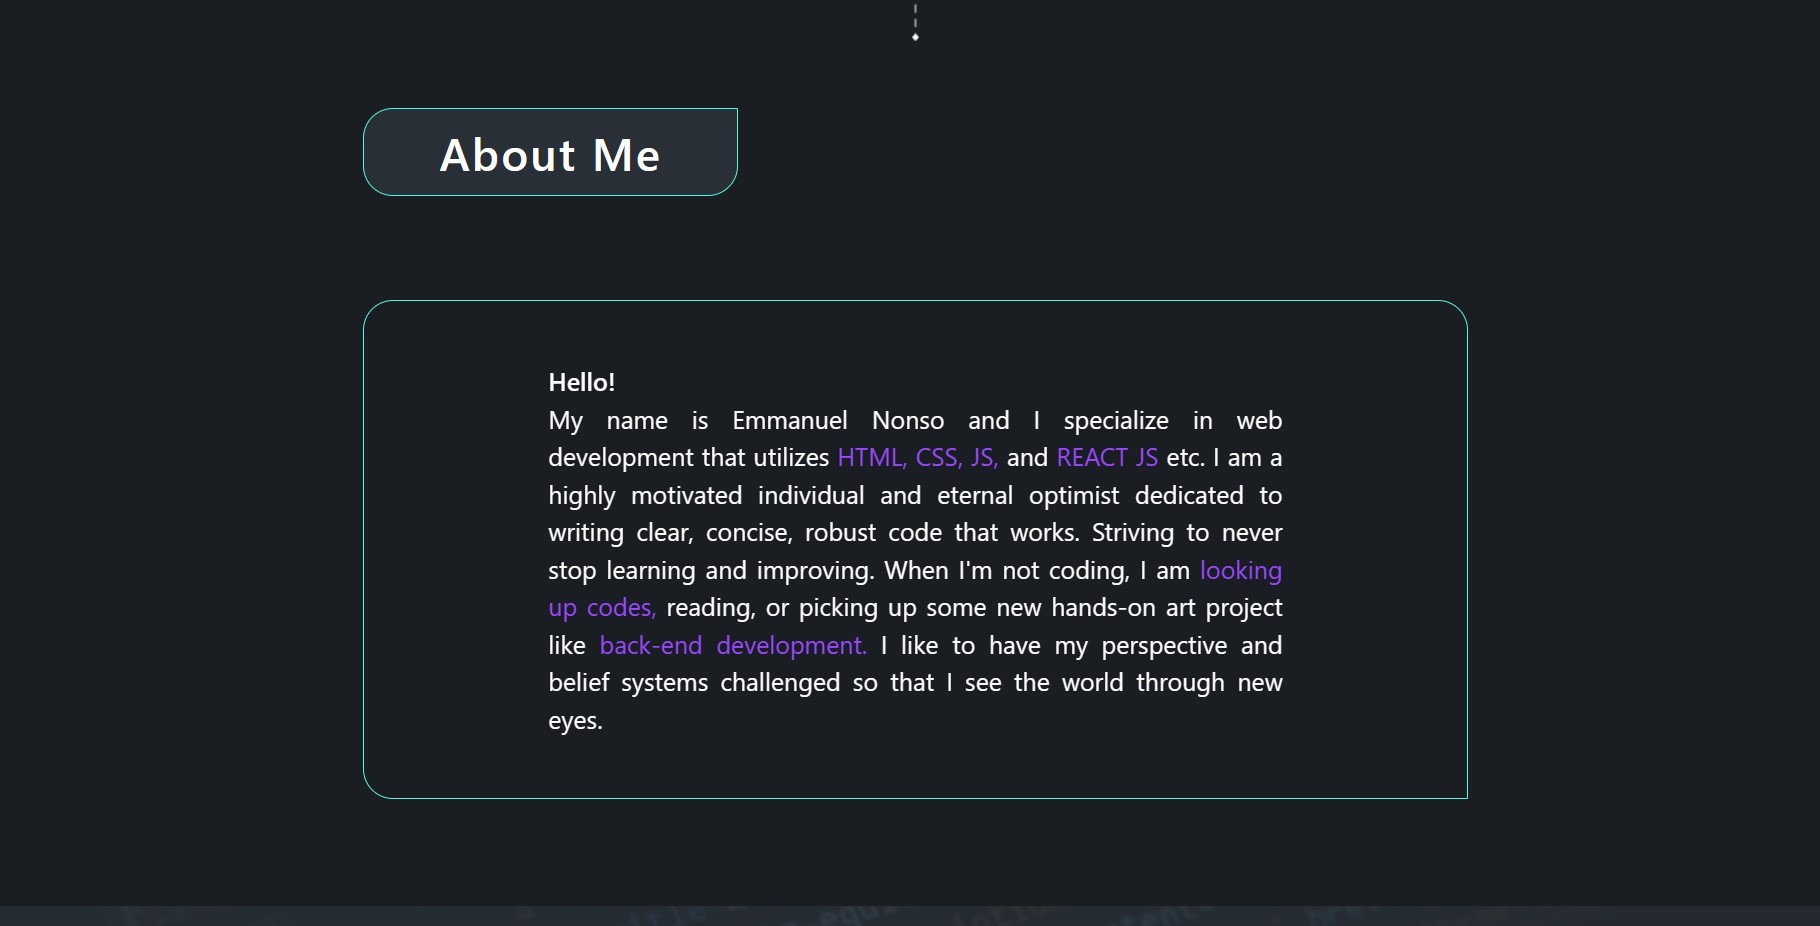 About Me
Hello!
My name is Emmanuel Nonso and I specialize in web
development that utilizes HTML, CSS, JS, and REACT JS etc. I am a
highly motivated individual and eternal optimist dedicated to
writing clear, concise, robust code that works. Striving to never
stop learning and improving. When I'm not coding, I am looking
up codes, reading, or picking up some new hands-on art project
like back-end development. I like to have my perspective and
belief systems challenged so that I see the world through new
eyes.